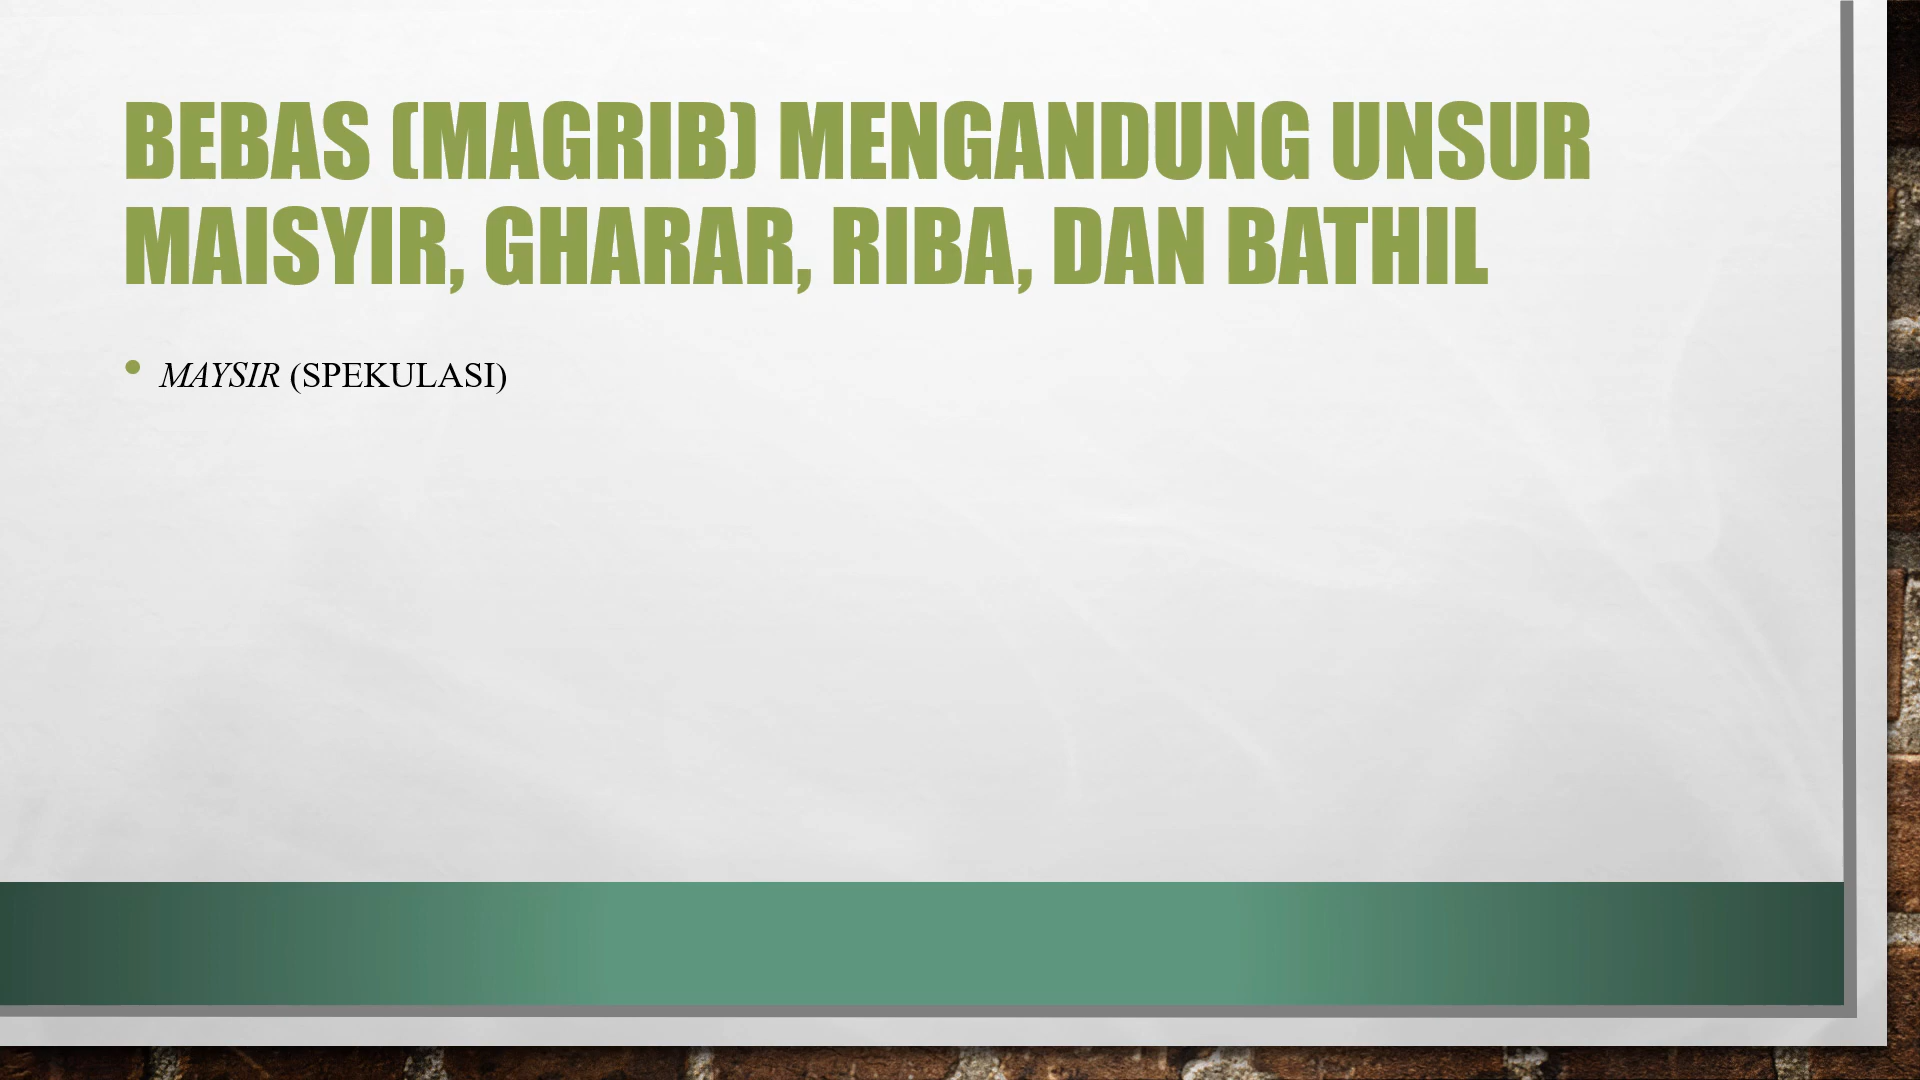 BEBAS (MAGRIB) MENGANDUNG UNSUR
MAISYIR, GHARAR, RIBA, DAN BATHIL
• MAYSIR (SPEKULASI)